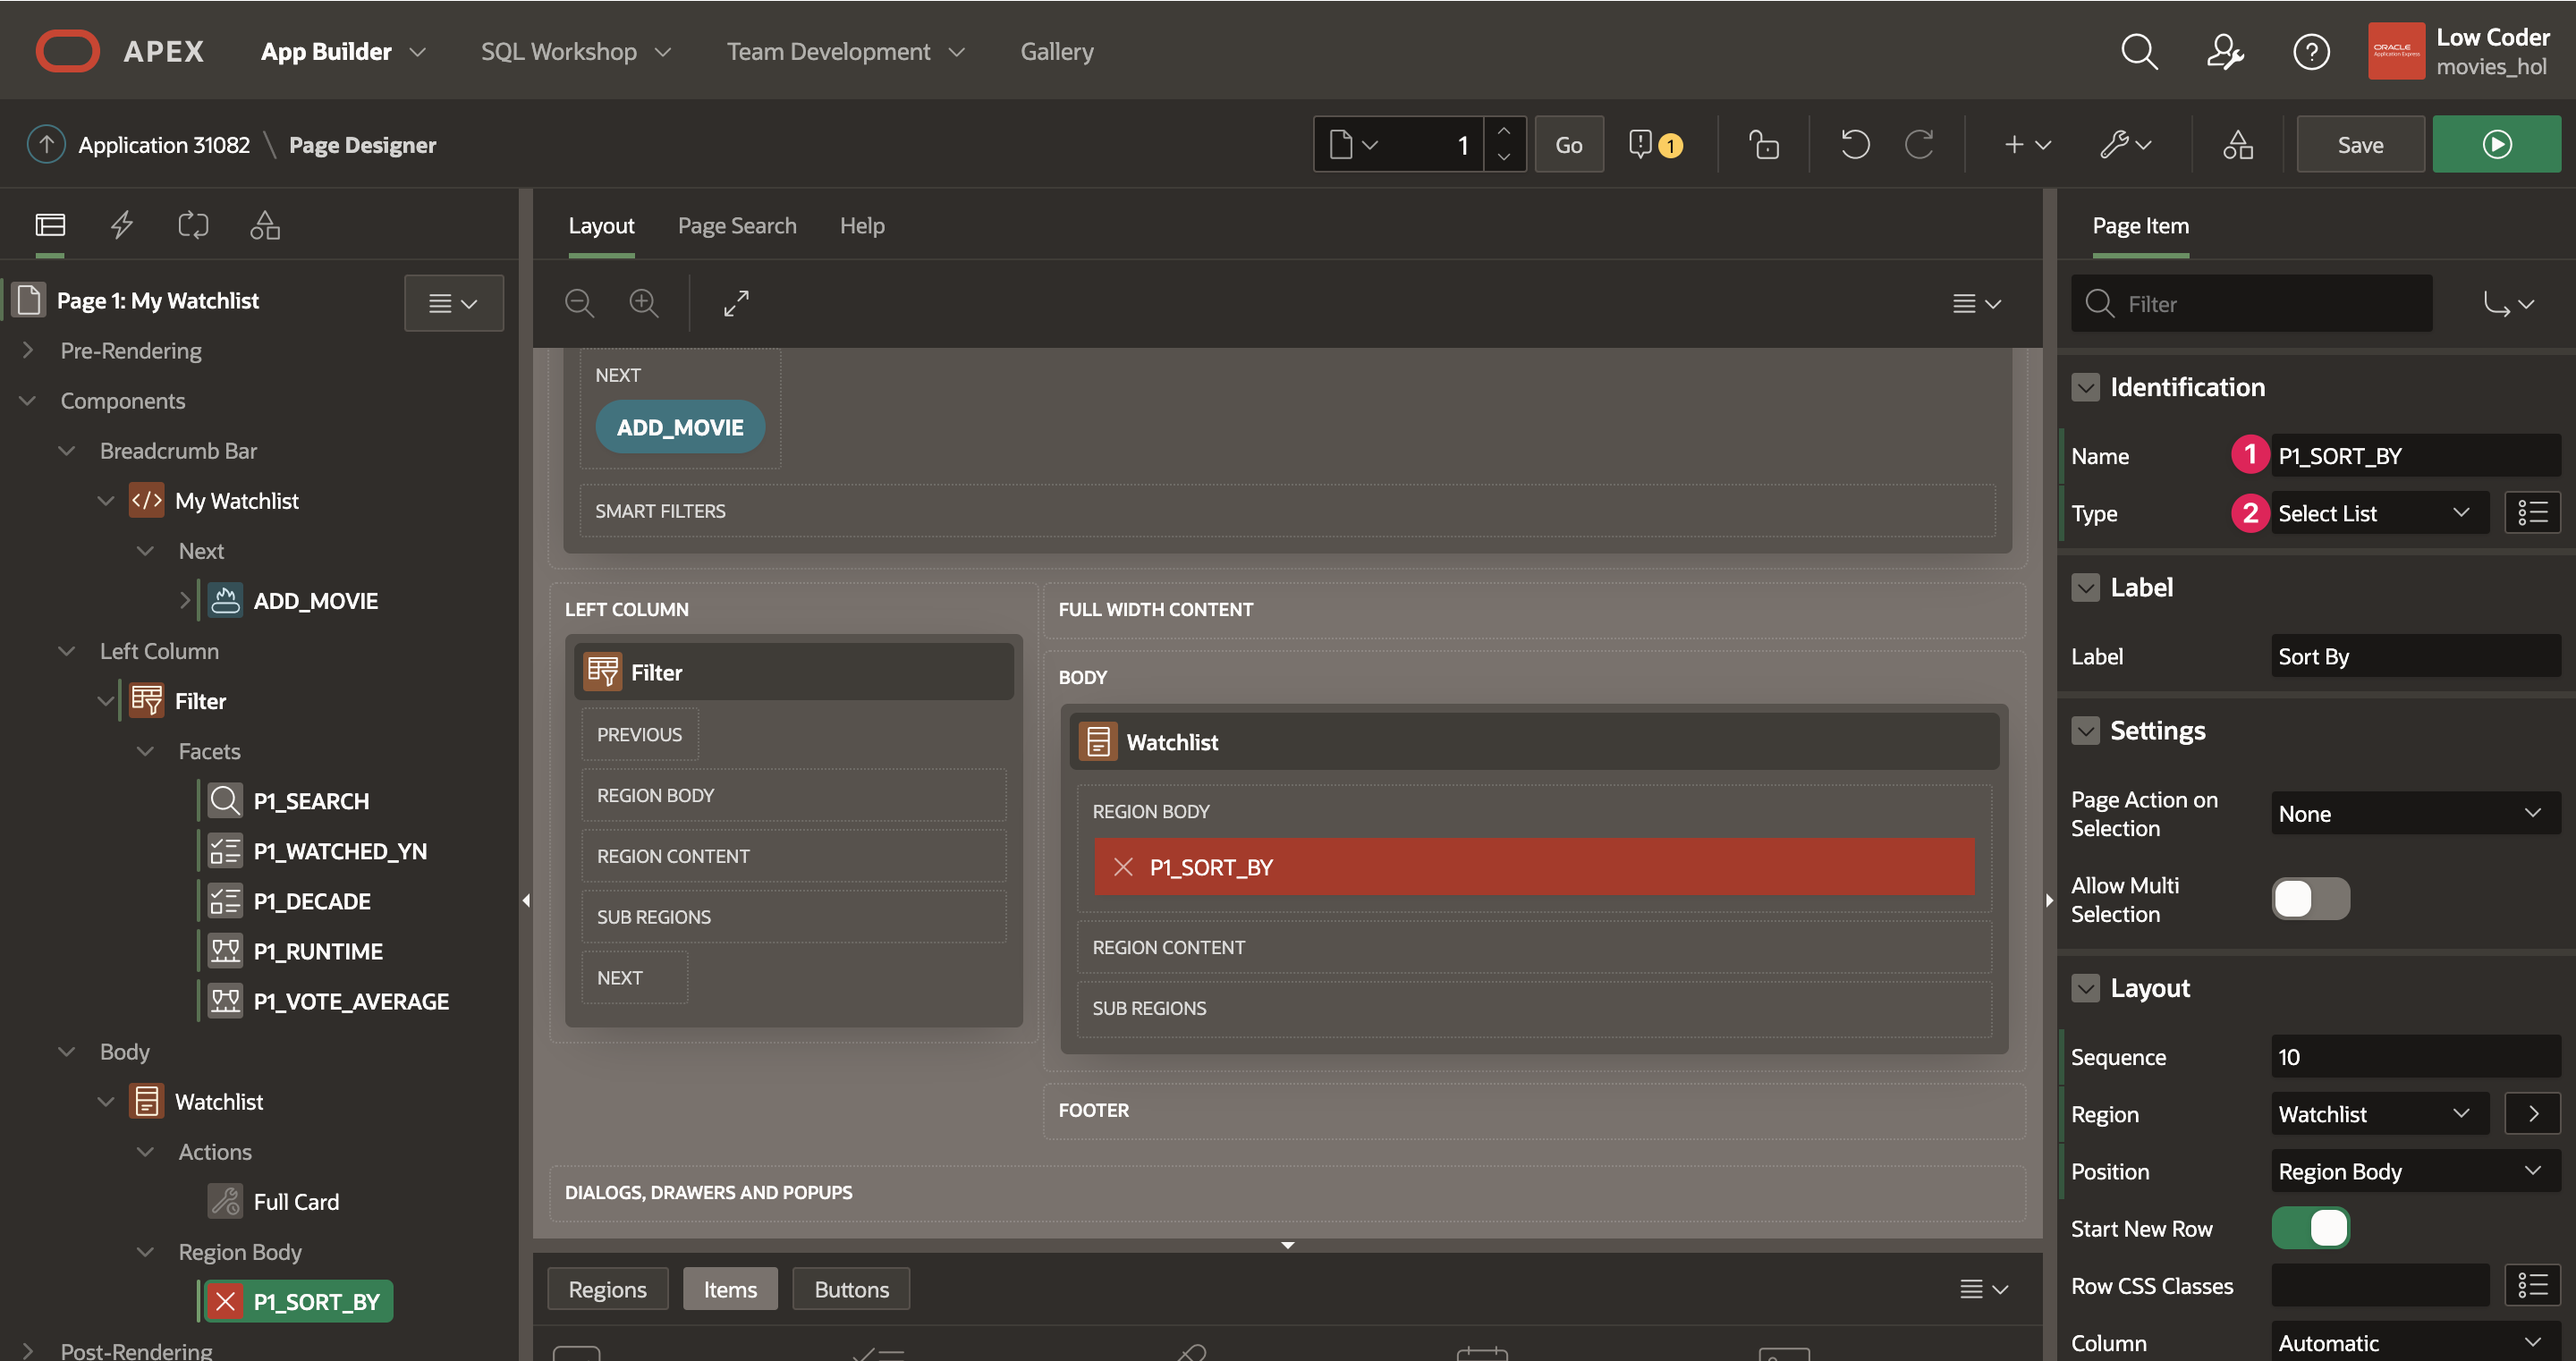 APEX App Builder SQL Workshop Team Development Gallery
ORACLE
Application Express
Low Coder
movies_hol
Application 31082 \ Page Designer
1 Go 1 Save
Page 1: My Watchlist
Pre-Rendering
Components
Breadcrumb Bar
My Watchlist
Next
ADD_MOVIE
Left Column
Filter
Facets
P1_SEARCH
P1_WATCHED_YN
P1_DECADE
P1_RUNTIME
P1_VOTE_AVERAGE
Body
Watchlist
Actions
Full Card
Region Body
P1_SORT_BY
Post-Rendering
Layout Page Search Help
NEXT
ADD_MOVIE
SMART FILTERS
LEFT COLUMN
Filter
PREVIOUS
REGION BODY
REGION CONTENT
SUB REGIONS
NEXT
FULL WIDTH CONTENT
BODY
Watchlist
REGION BODY
P1_SORT_BY
REGION CONTENT
SUB REGIONS
FOOTER
DIALOGS, DRAWERS AND POPUPS
Regions Items Buttons
Page Item
Filter
Identification
Name 1 P1_SORT_BY
Type 2 Select List
Label
Label Sort By
Settings
Page Action on
Selection None
Allow Multi
Selection
Layout
Sequence 10
Region Watchlist
Position Region Body
Start New Row
Row CSS Classes
Column Automatic